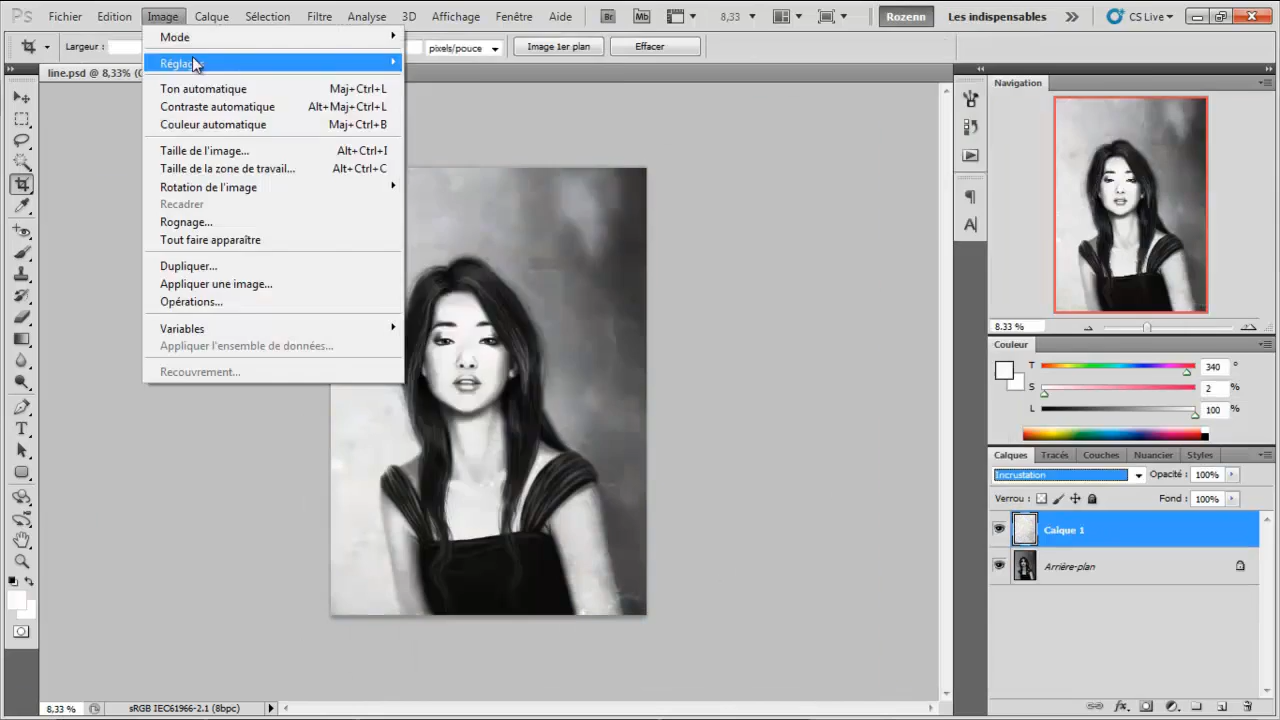 Ps Fichier Edition Image Calque Sélection Filtre Analyse 3D Affichage Fenêtre Aide Br Mb 8,33 Rozenn Les indispensables CS Live
Largeur : pixels/pouce Image 1er plan Effacer
line.psd @ 8,33% (
Mode
Réglages
Ton automatique Maj+Ctrl+L
Contraste automatique Alt+Maj+Ctrl+L
Couleur automatique Maj+Ctrl+B
Taille de l'image... Alt+Ctrl+I
Taille de la zone de travail... Alt+Ctrl+C
Rotation de l'image
Recadrer
Rognage...
Tout faire apparaître
Dupliquer...
Appliquer une image...
Opérations...
Variables
Appliquer l'ensemble de données...
Recouvrement...
Navigation
8.33 %
Couleur
T 340 °
S 2 %
L 100 %
Calques Tracés Couches Nuancier Styles
Incrustation Opacité : 100%
Verrou : Fond : 100%
Calque 1
Arrière-plan
8,33 % sRGB IEC61966-2.1 (8bpc)